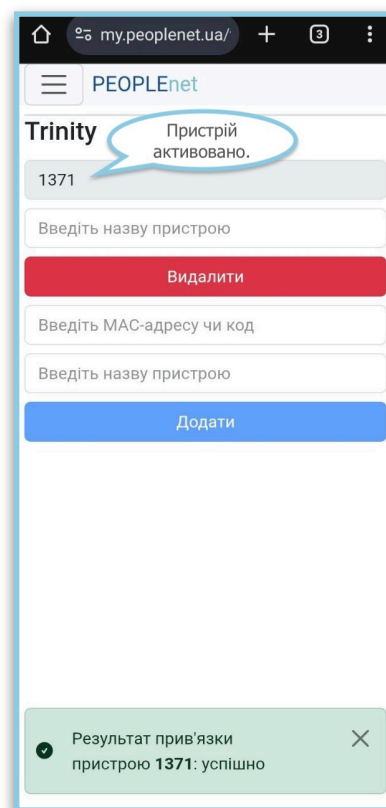 my.peoplenet.ua/
3
PEOPLEnet
Trinity
Пристрій
активовано.
1371
Введіть назву пристрою
Видалити
Введіть MAC-адресу чи код
Введіть назву пристрою
Додати
Результат прив'язки
пристрою 1371: успішно